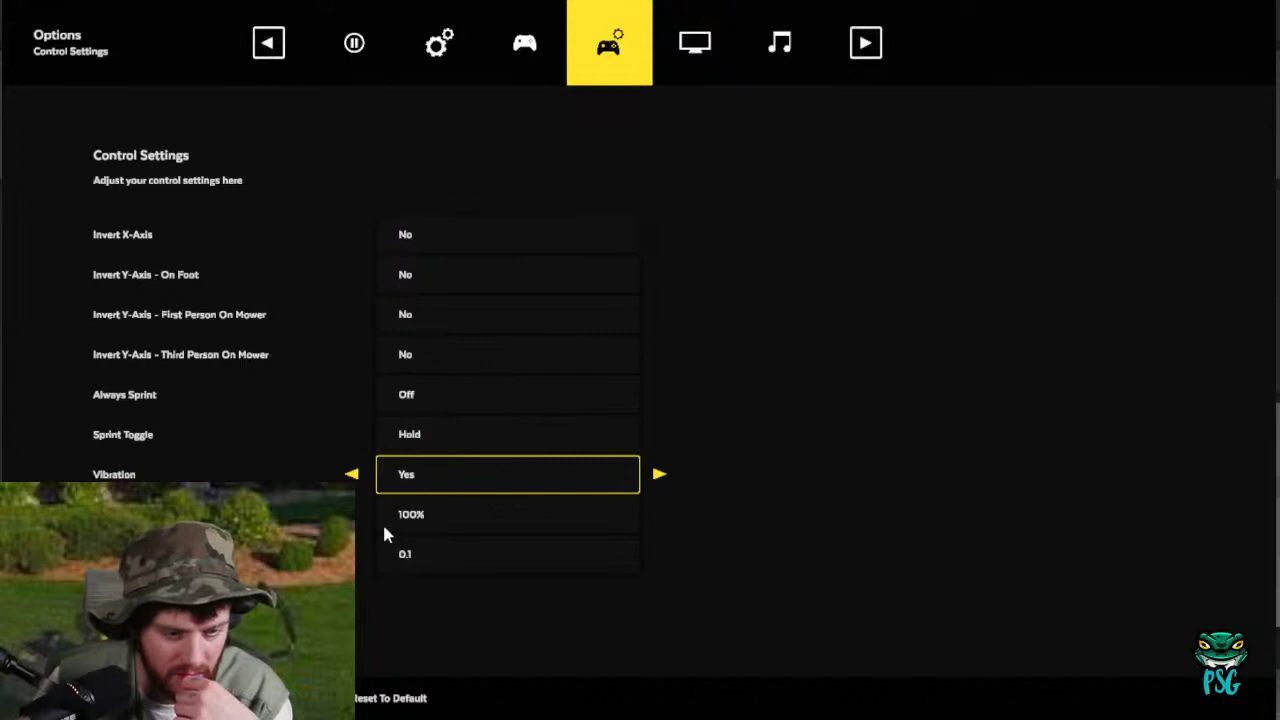 Options
Control Settings
Control Settings
Adjust your control settings here
Invert X-Axis No
Invert Y-Axis - On Foot No
Invert Y-Axis - First Person On Mower No
Invert Y-Axis - Third Person On Mower No
Always Sprint Off
Sprint Toggle Hold
Vibration Yes
100%
0.1
To Default
PSG